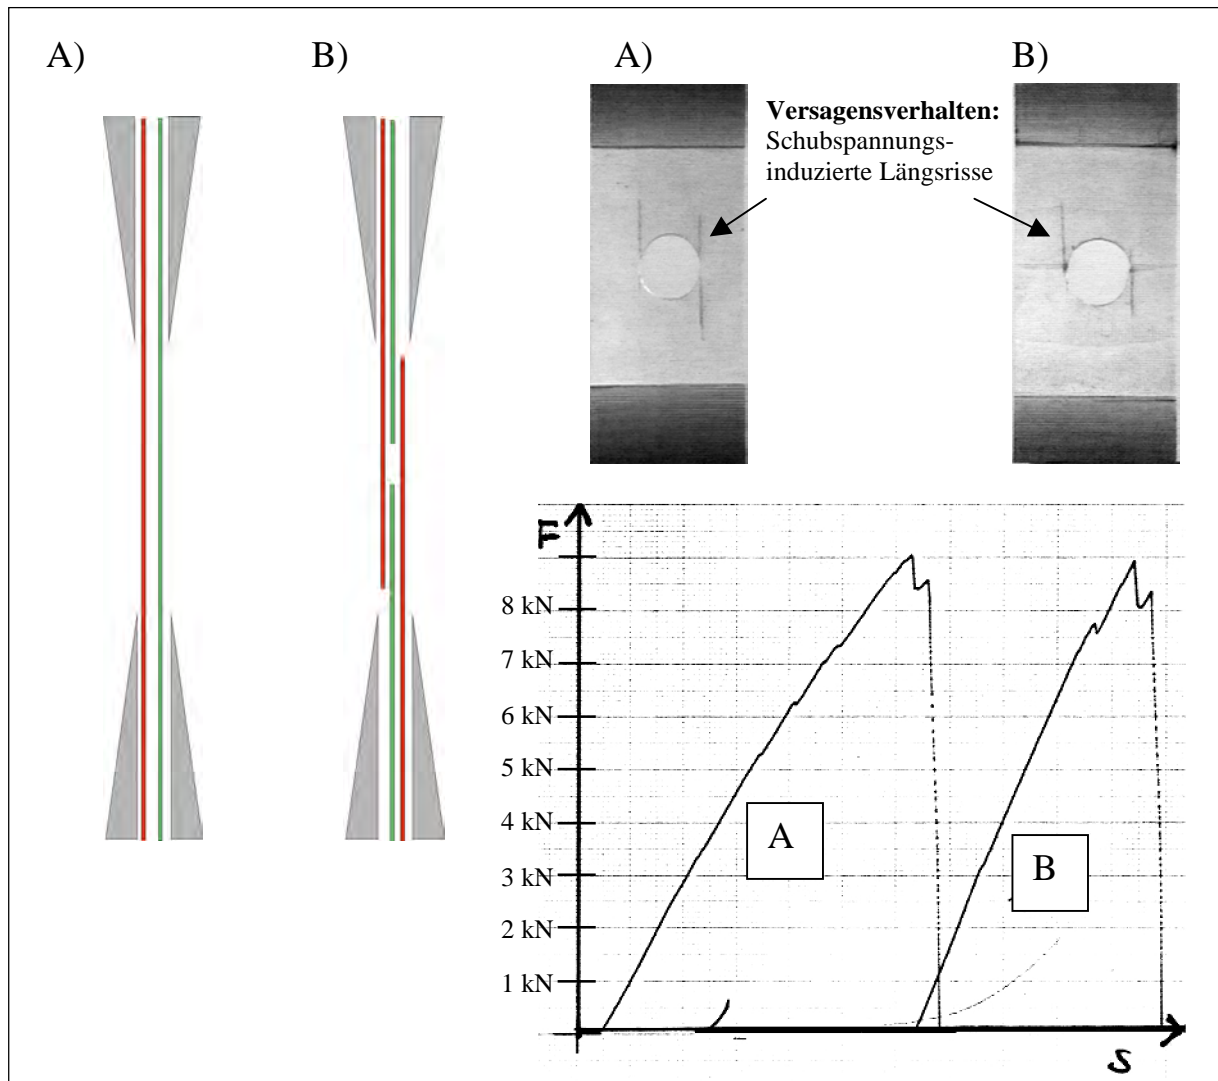 A)
B)
A)
B)
Versagensverhalten:
Schubspannungs-
induzierte Längsrisse
F
8 kN
7 kN
6 kN
5 kN
4 kN
3 kN
2 kN
1 kN
A
B
S